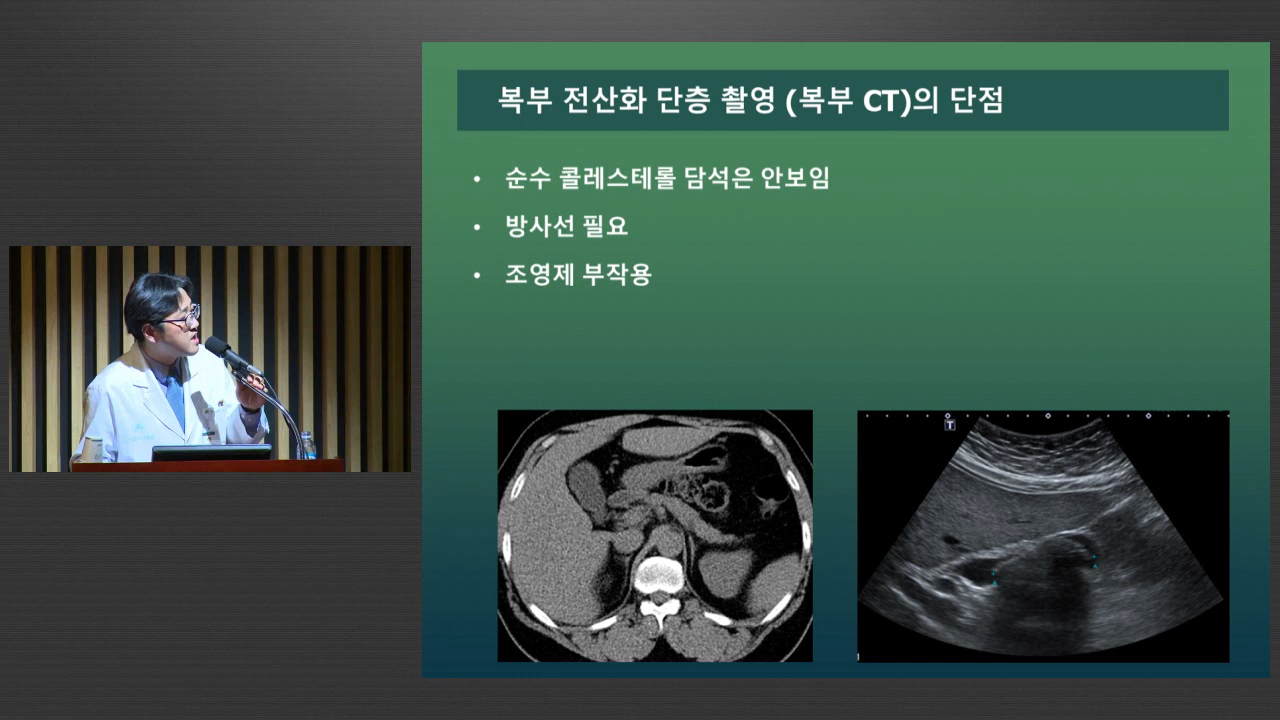 복부 전산화 단층 촬영 (복부 CT)의 단점
• 순수 콜레스테롤 담석은 안보임
• 방사선 필요
• 조영제 부작용
T